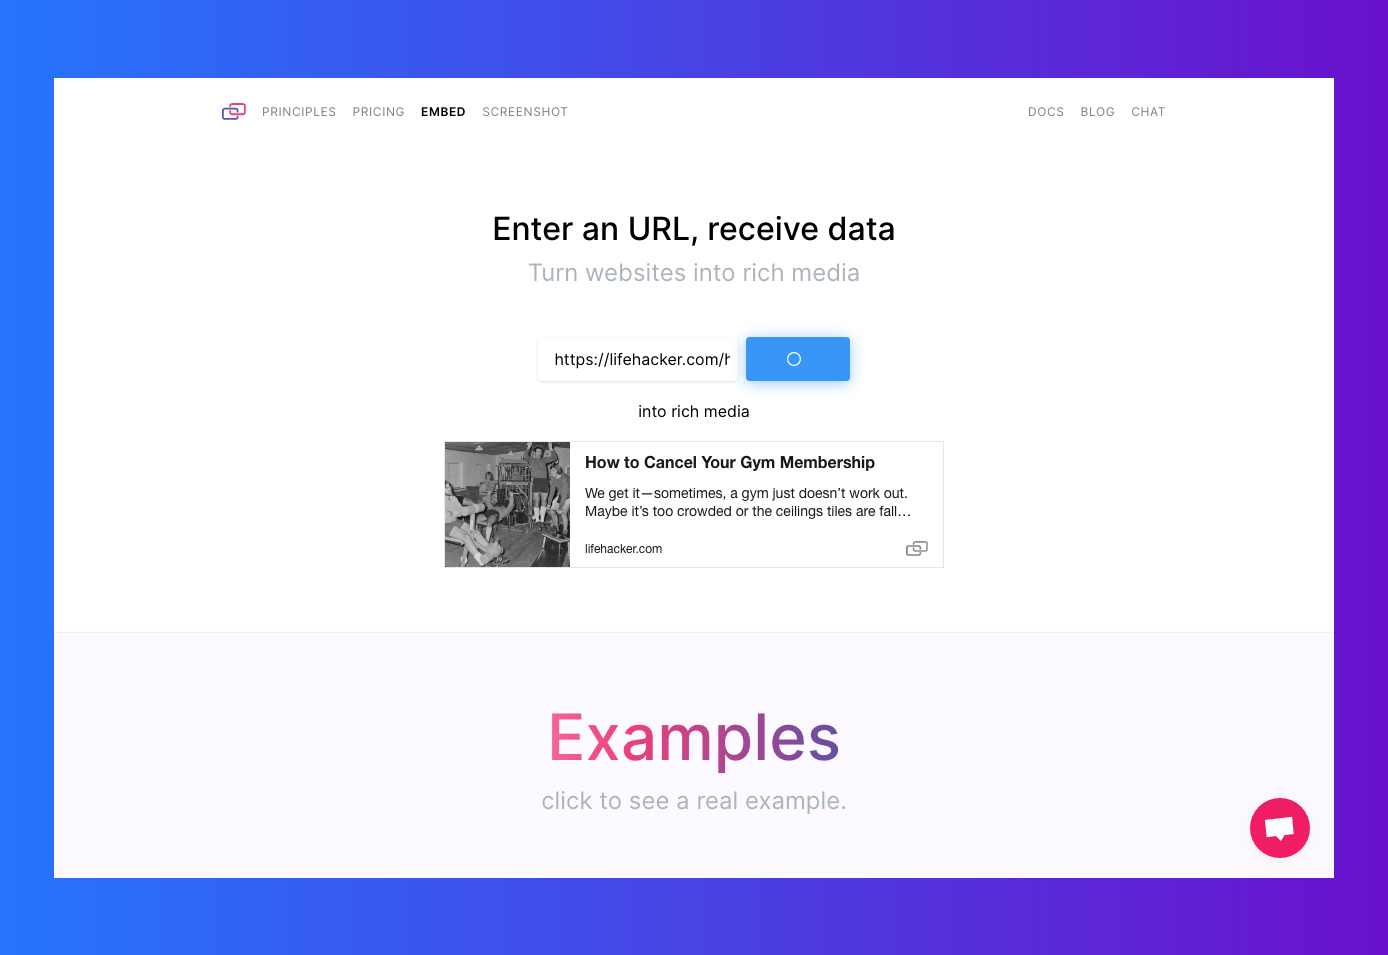 PRINCIPLES PRICING EMBED SCREENSHOT DOCS BLOG CHAT
Enter an URL, receive data
Turn websites into rich media
https://lifehacker.com/h
into rich media
How to Cancel Your Gym Membership
We get it—sometimes, a gym just doesn’t work out.
Maybe it’s too crowded or the ceilings tiles are fall…
lifehacker.com
Examples
click to see a real example.